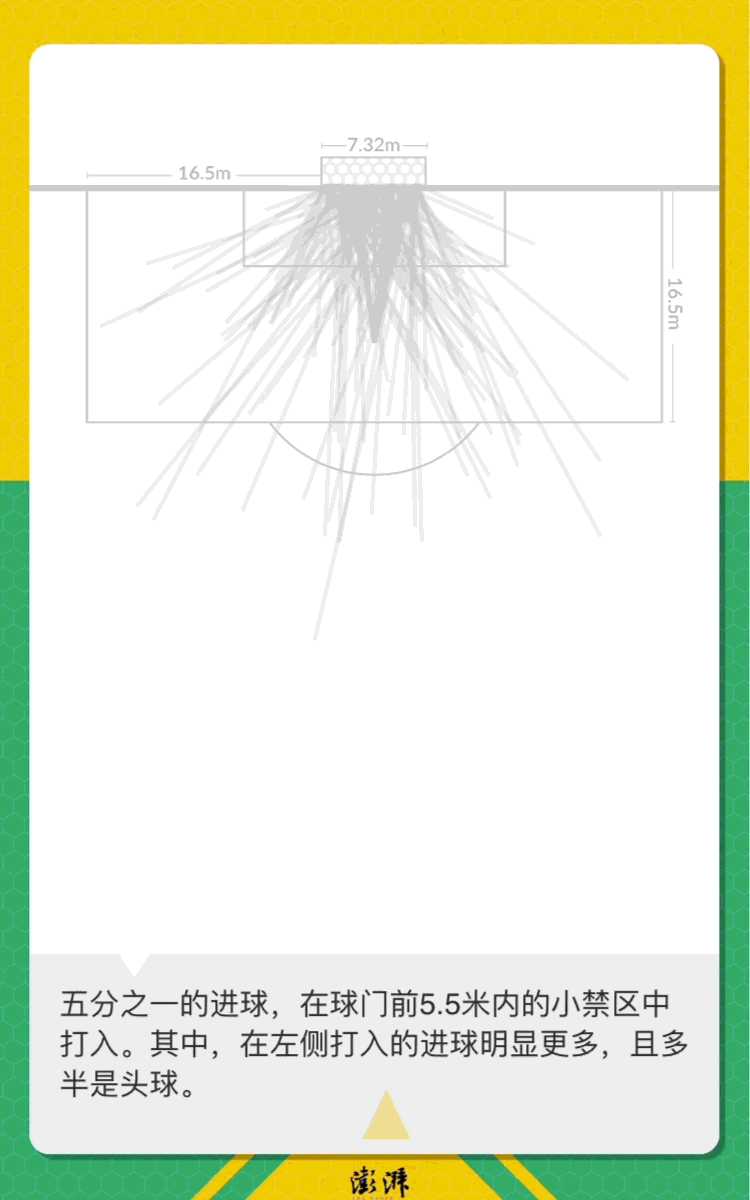 7.32m
16.5m
16.5m
五分之一的进球，在球门前5.5米内的小禁区中
打入。其中，在左侧打入的进球明显更多，且多
半是头球。
澎湃